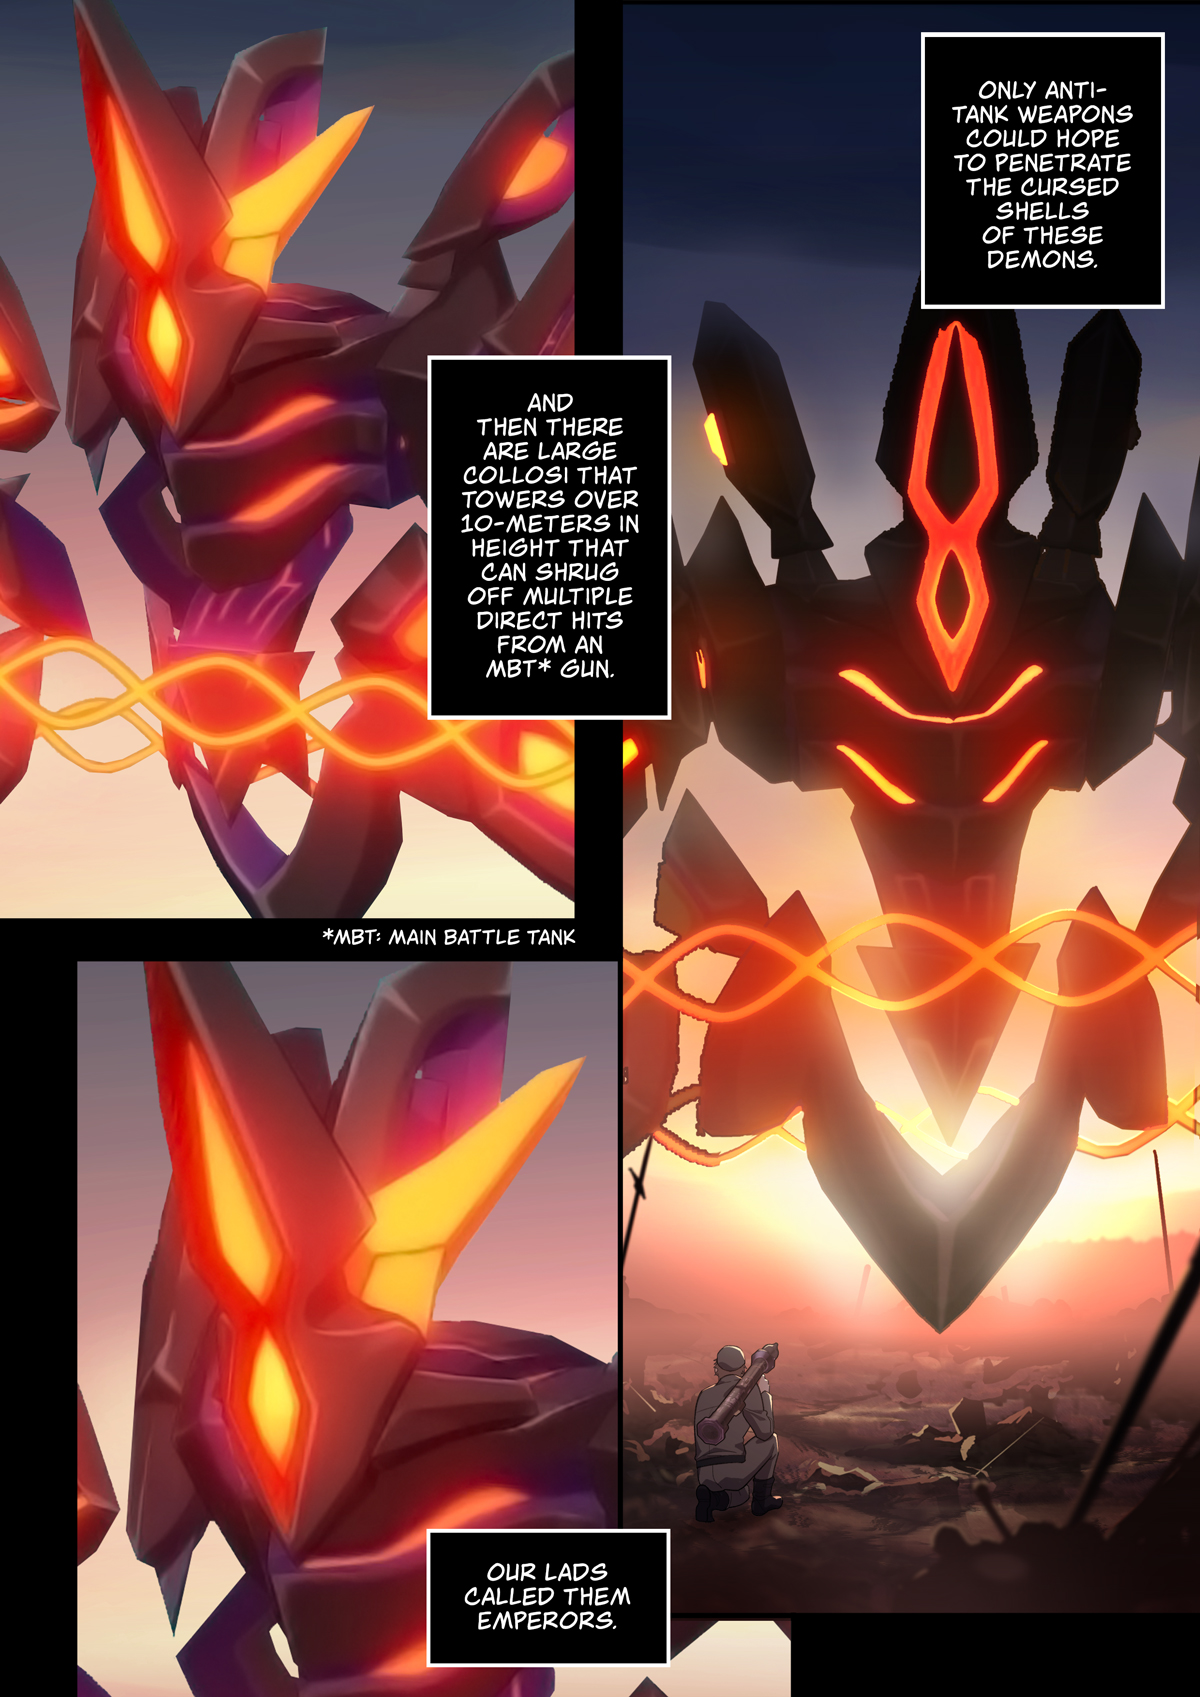 ONLY ANTI-
TANK WEAPONS
COULD HOPE
TO PENETRATE
THE CURSED
SHELLS
OF THESE
DEMONS.
AND
THEN THERE
ARE LARGE
COLLOSI THAT
TOWERS OVER
10-METERS IN
HEIGHT THAT
CAN SHRUG
OFF MULTIPLE
DIRECT HITS
FROM AN
MBT* GUN.
*MBT: MAIN BATTLE TANK
OUR LADS
CALLED THEM
EMPERORS.